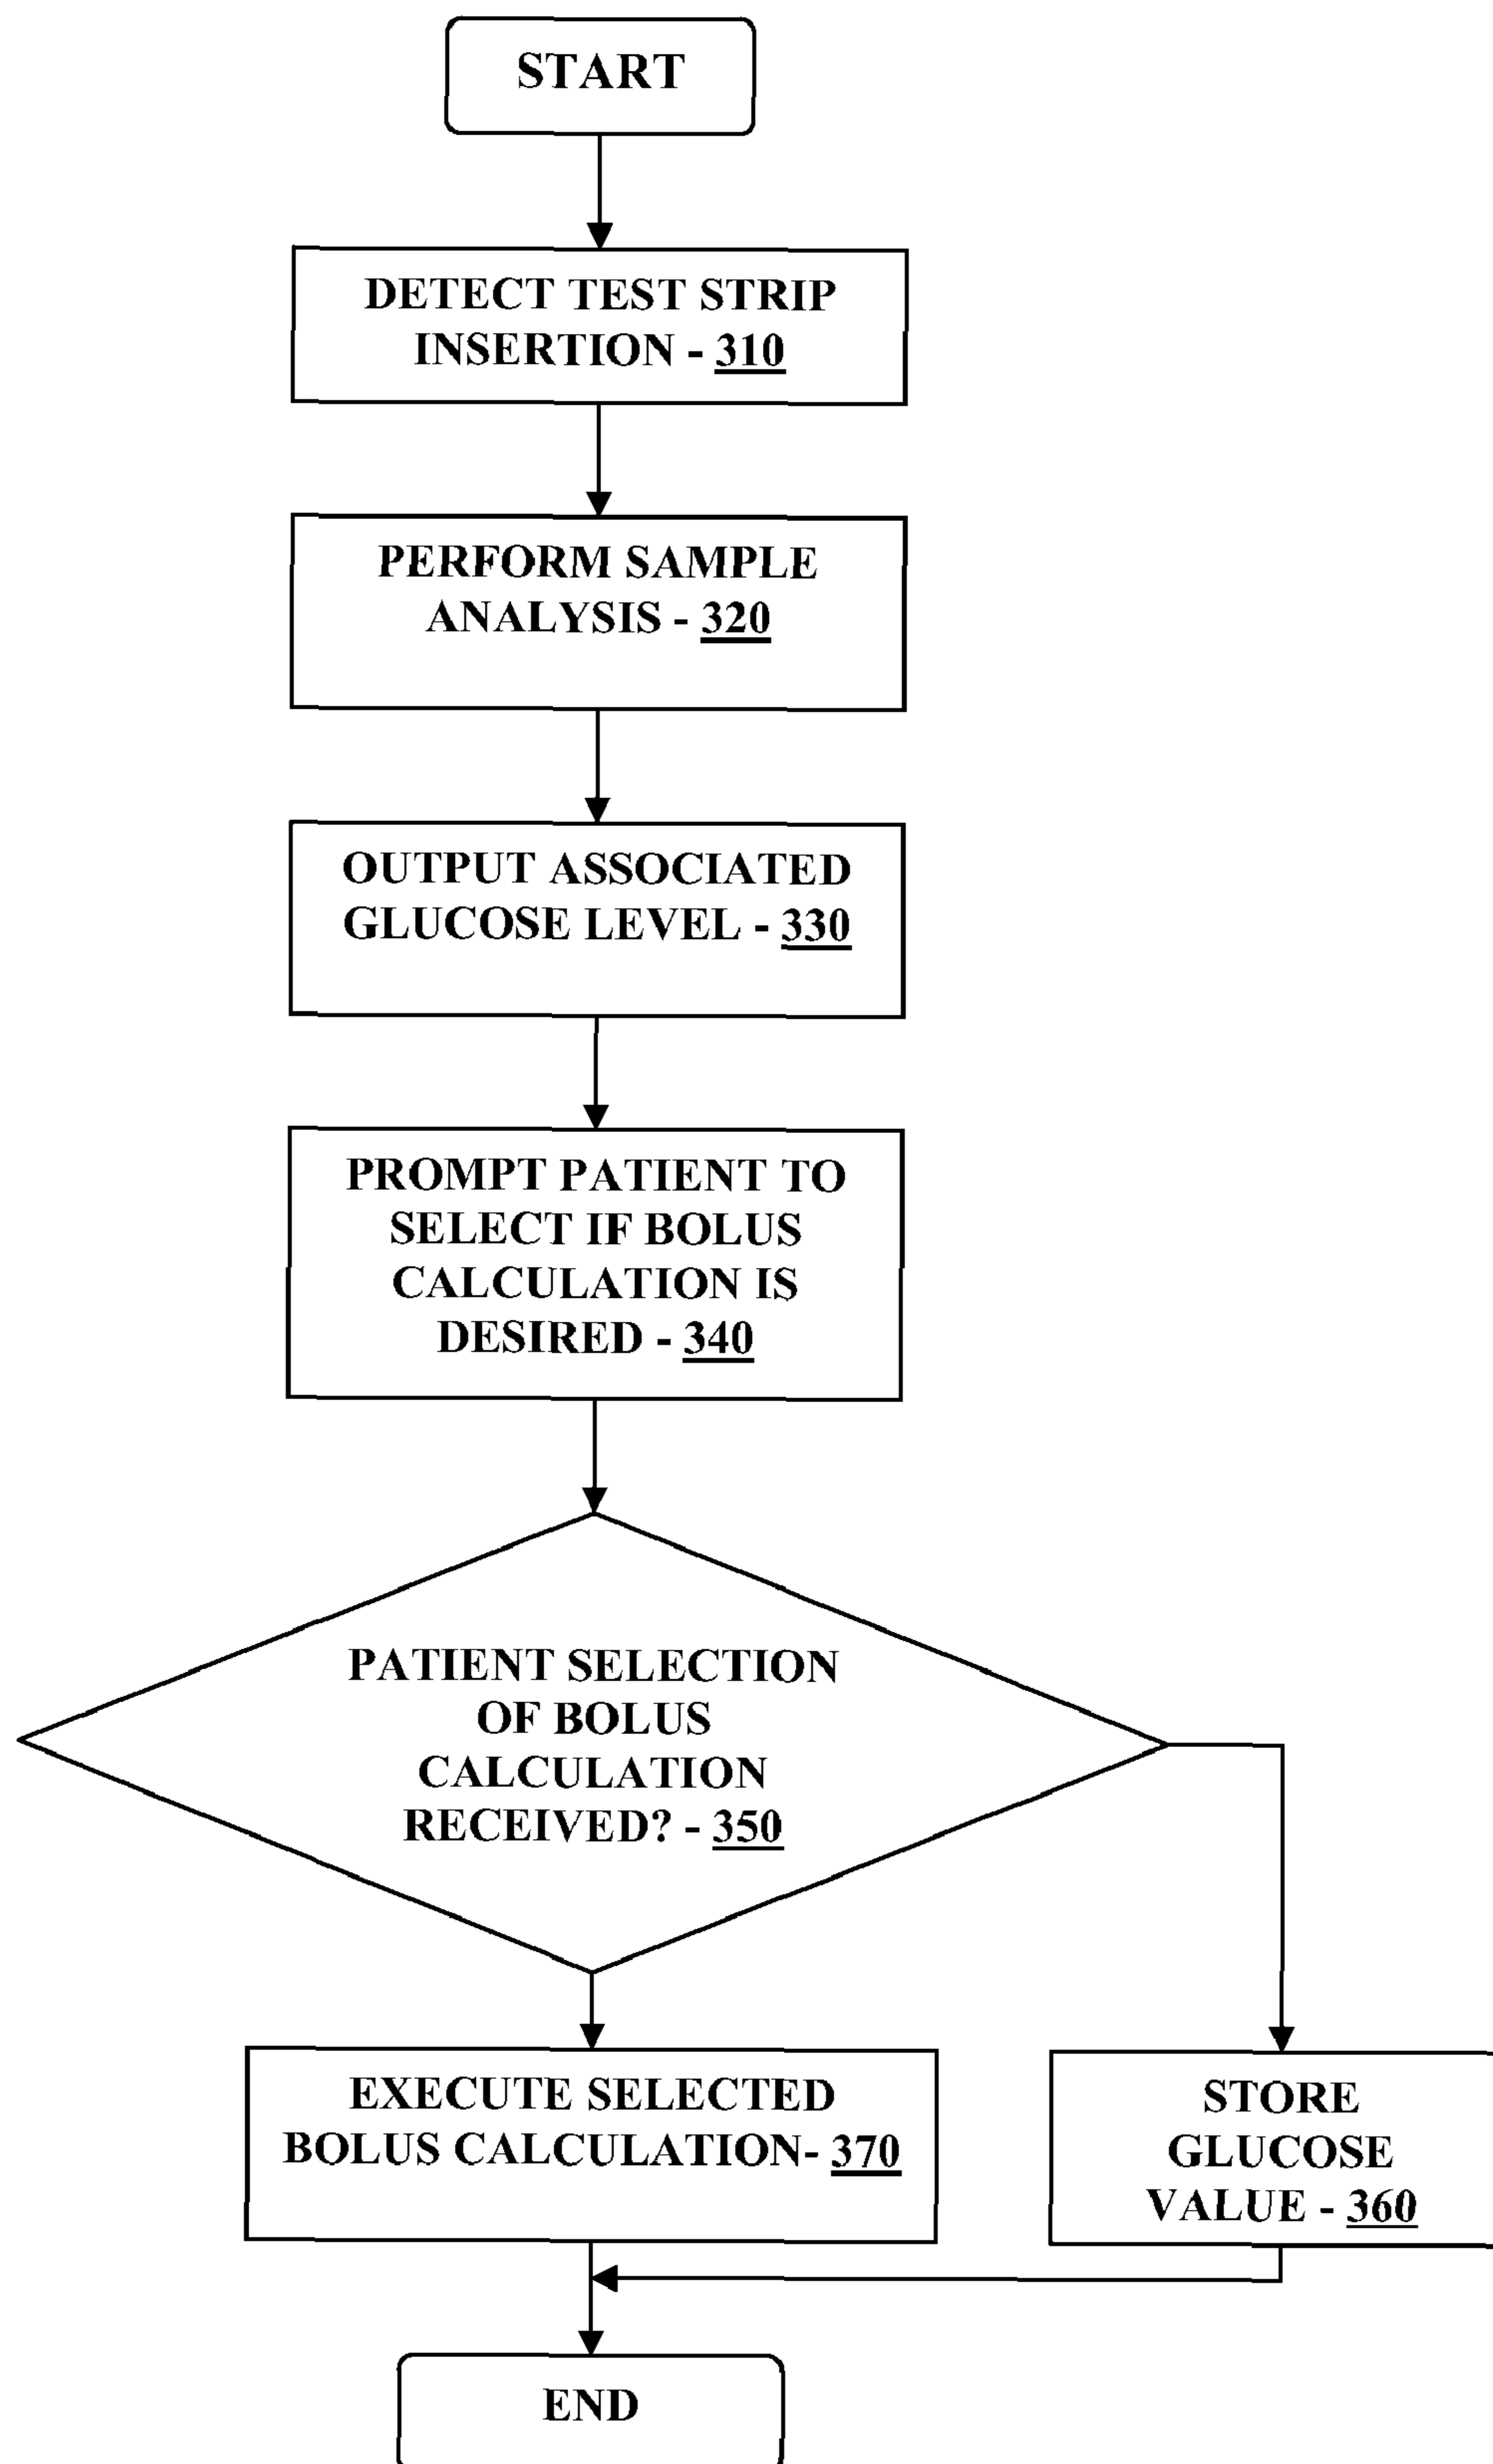 START
DETECT TEST STRIP
INSERTION - 310
PERFORM SAMPLE
ANALYSIS - 320
OUTPUT ASSOCIATED
GLUCOSE LEVEL - 330
PROMPT PATIENT TO
SELECT IF BOLUS
CALCULATION IS
DESIRED - 340
PATIENT SELECTION
OF BOLUS
CALCULATION
RECEIVED? - 350
EXECUTE SELECTED
BOLUS CALCULATION- 370
STORE
GLUCOSE
VALUE - 360
END